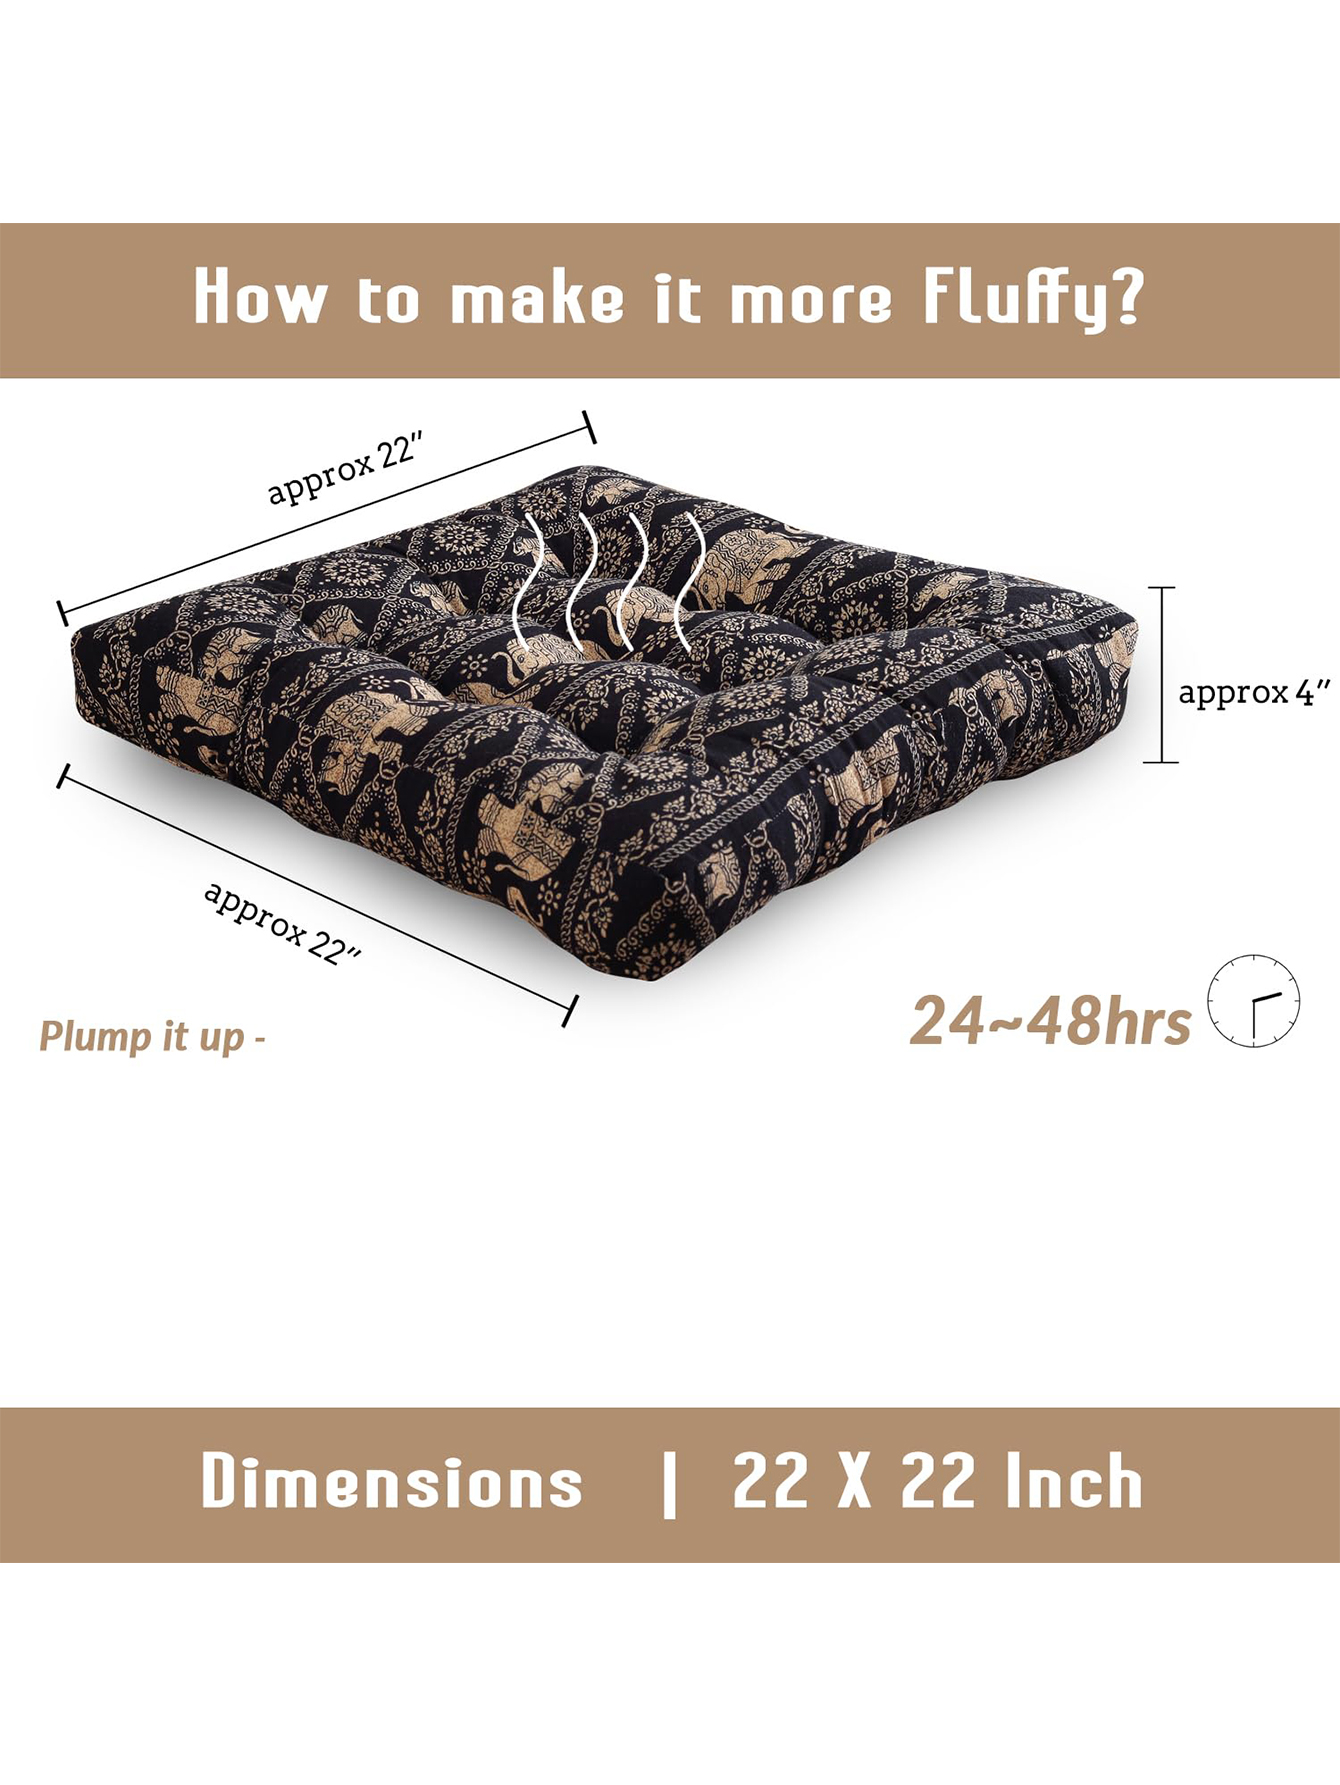 How to make it more Fluffy?
approx 22″
approx 4″
approx 22″
Plump it up -
24~48hrs
Dimensions | 22 X 22 Inch